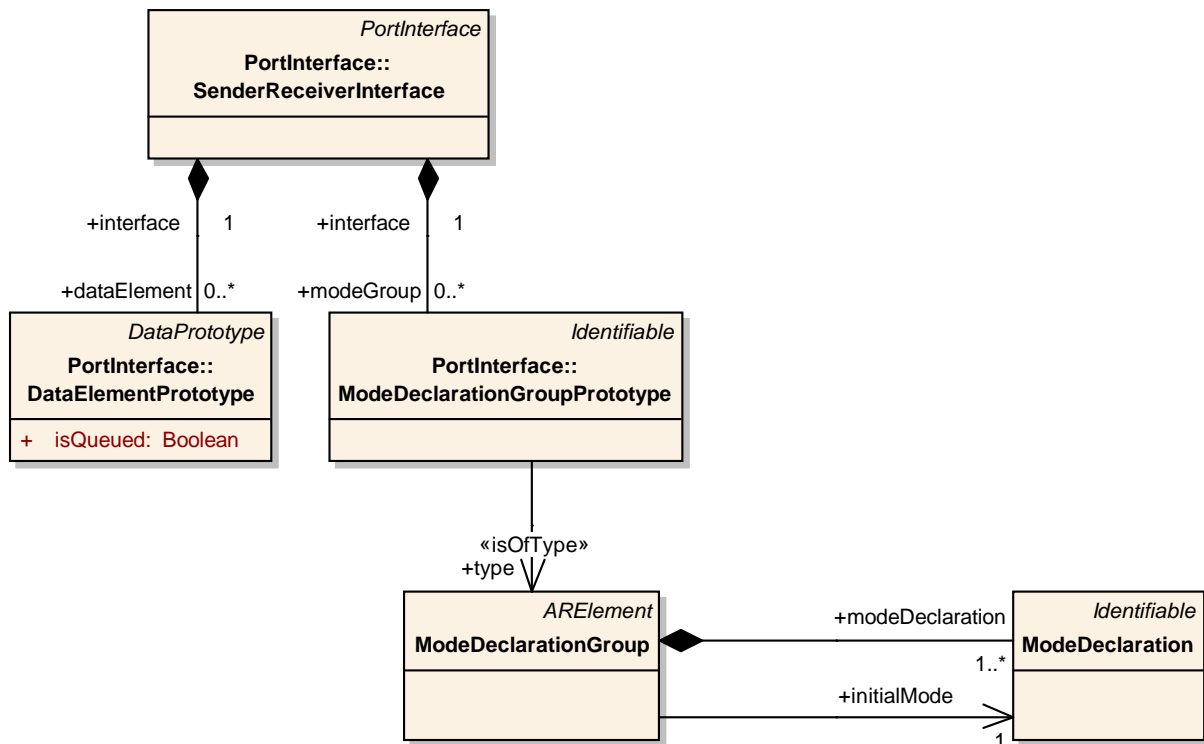 PortInterface
PortInterface::
SenderReceiverInterface
+interface 1
+interface 1
+dataElement 0..*
+modeGroup 0..*
DataPrototype
PortInterface::
DataElementPrototype
+ isQueued: Boolean
Identifiable
PortInterface::
ModeDeclarationGroupPrototype
«isOfType»
+type
ARElement
ModeDeclarationGroup
+modeDeclaration
1..*
+initialMode
1
Identifiable
ModeDeclaration